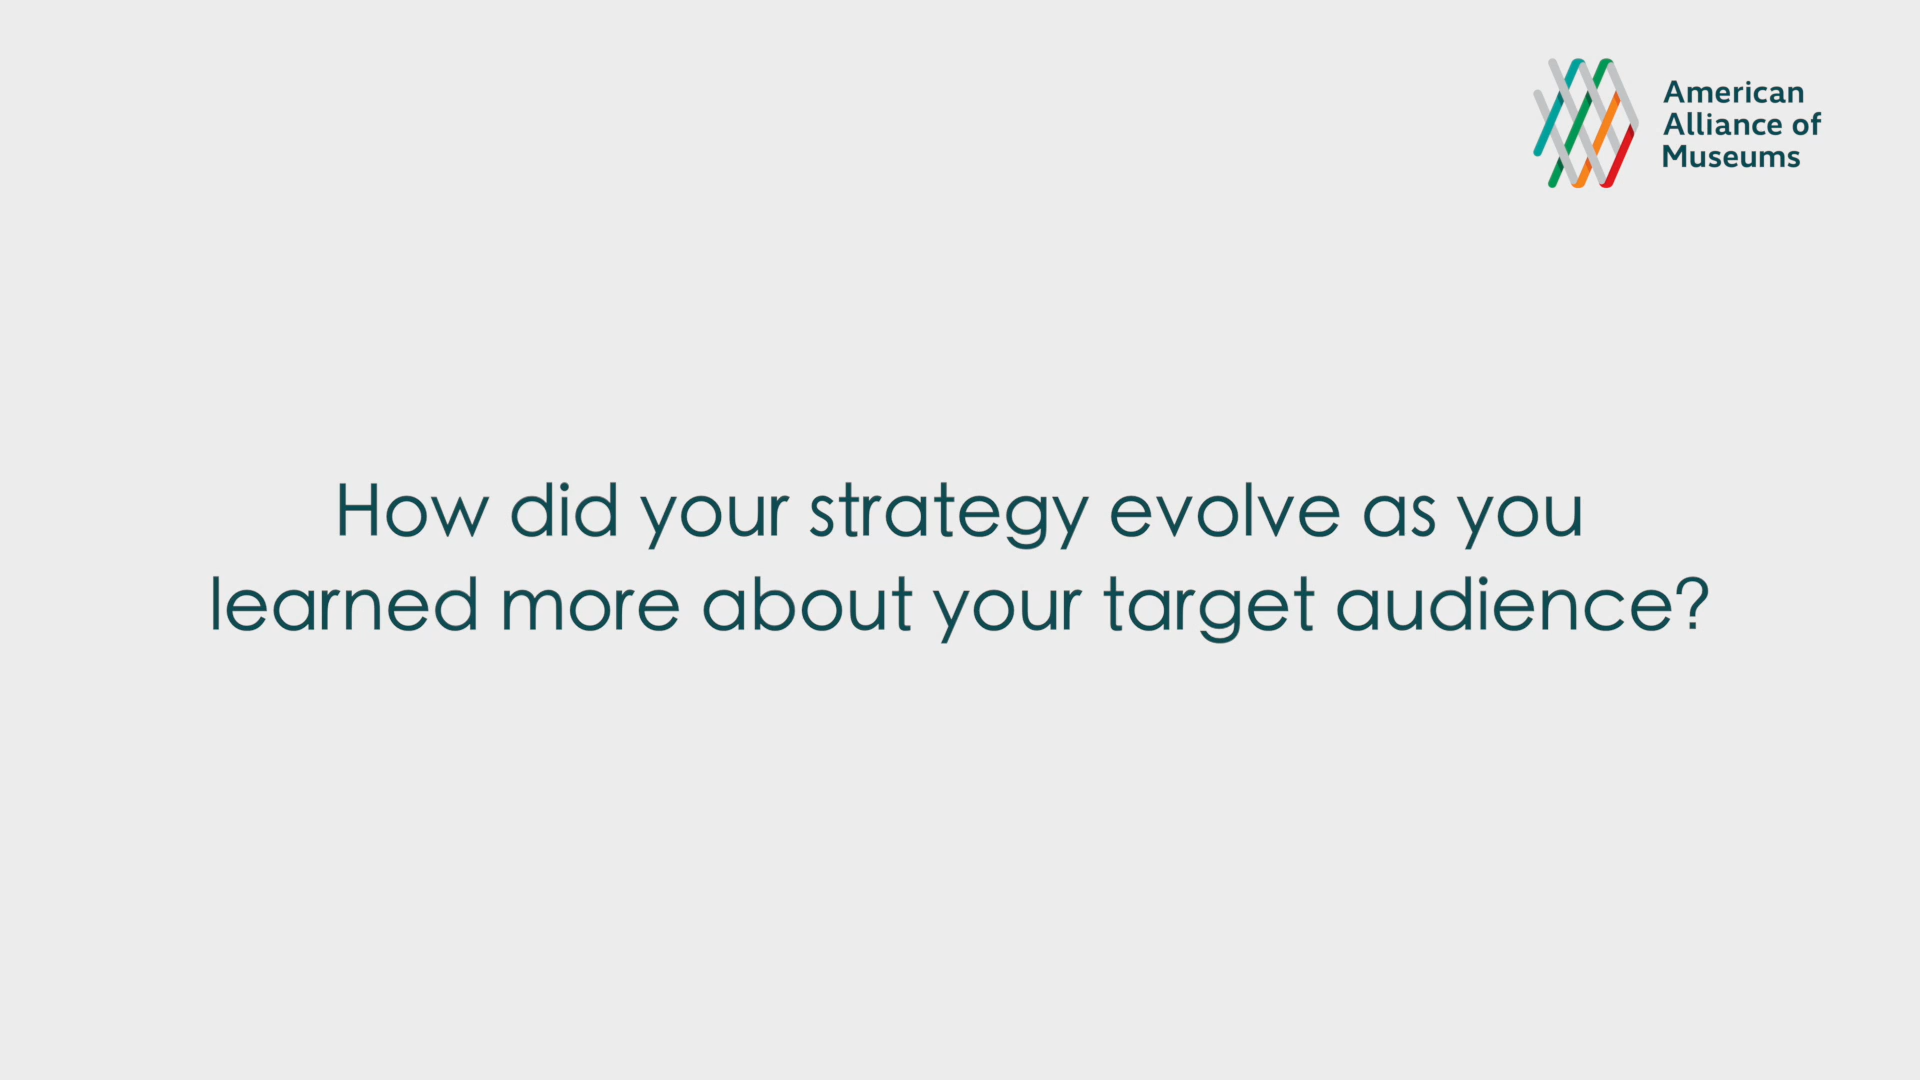 American
Alliance of
Museums
How did your strategy evolve as you
learned more about your target audience?